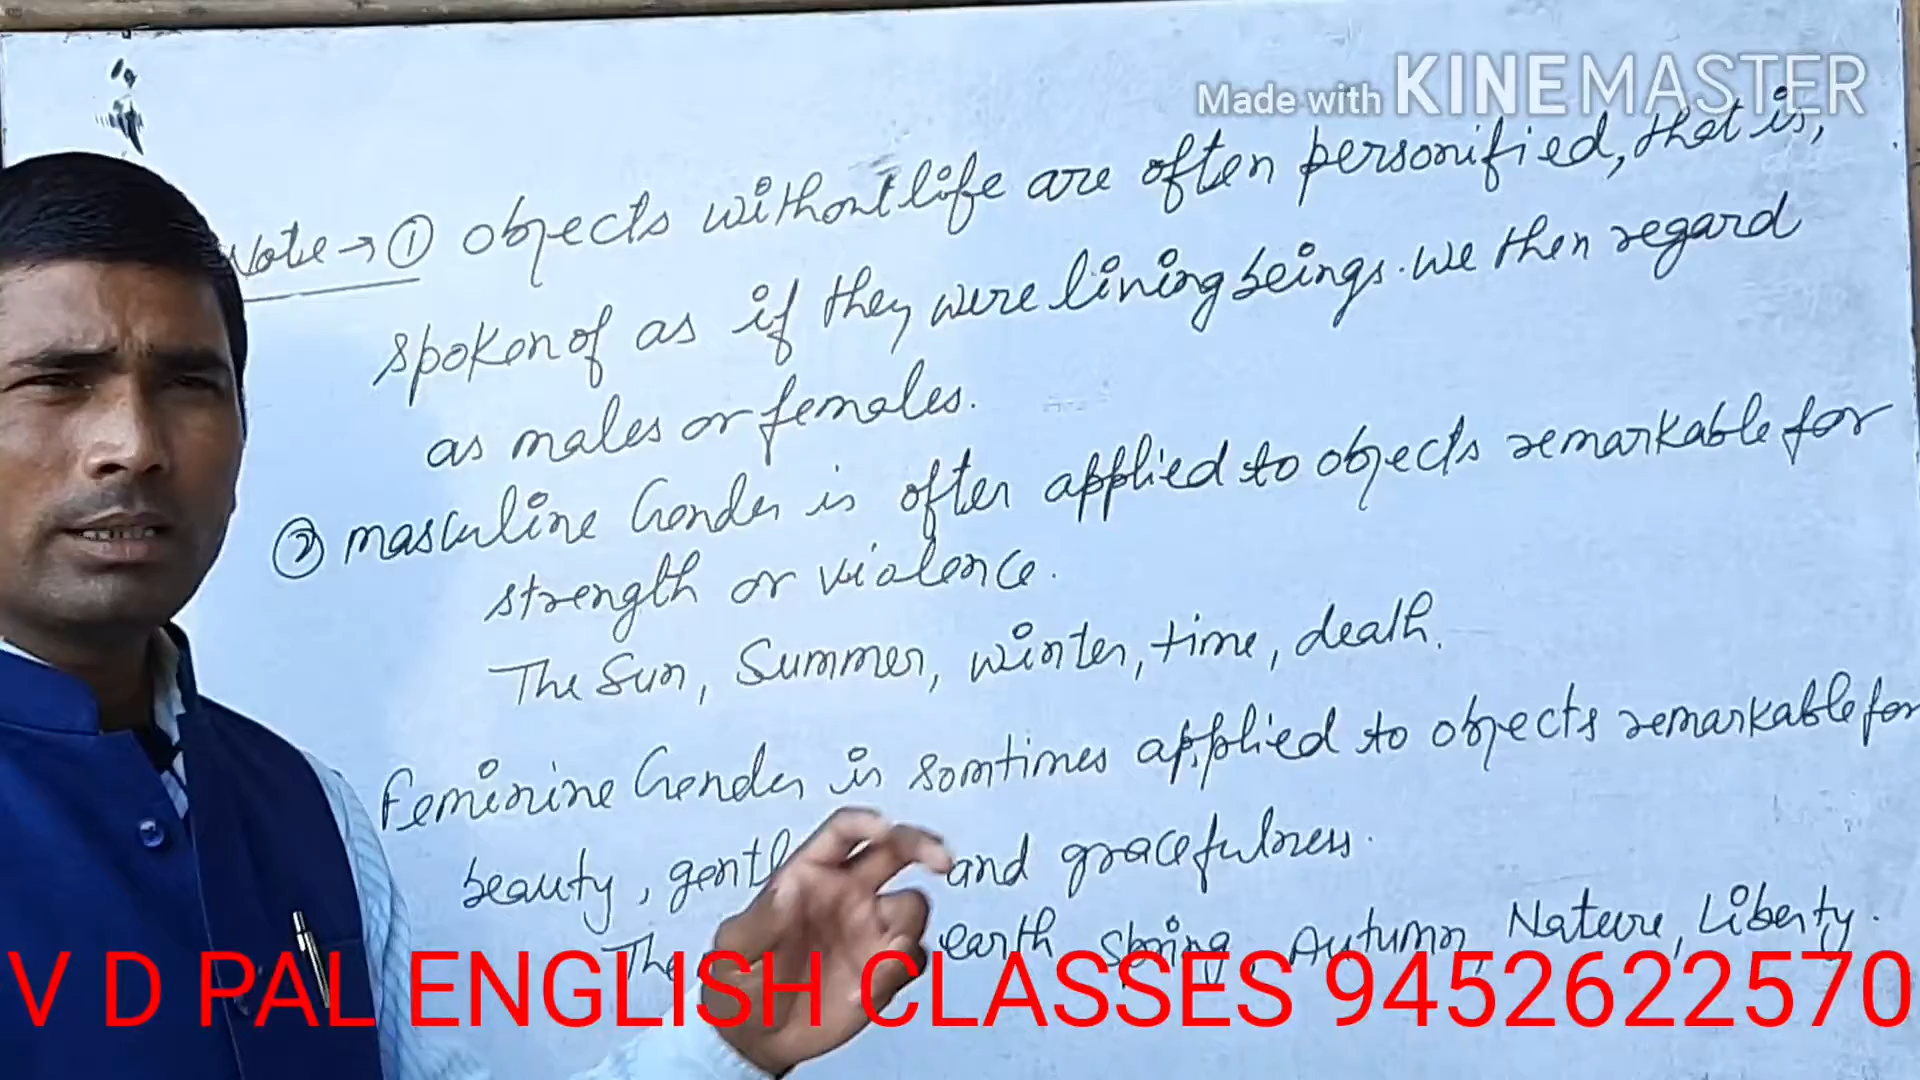 Made with KINEMASTER
Note → ① objects without life are often personified, that is,
spoken of as if they were living beings. we then regard
as males or females.
② masculine Gender is often applied to objects remarkable for
strength or violence.
The Sun, Summer, winter, time, death.
Feminine Gender is somtimes applied to objects remarkable for
beauty, and gracefulness.
The earth spring, Autumn, Nature, Liberty.
V D PAL ENGLISH CLASSES 9452622570